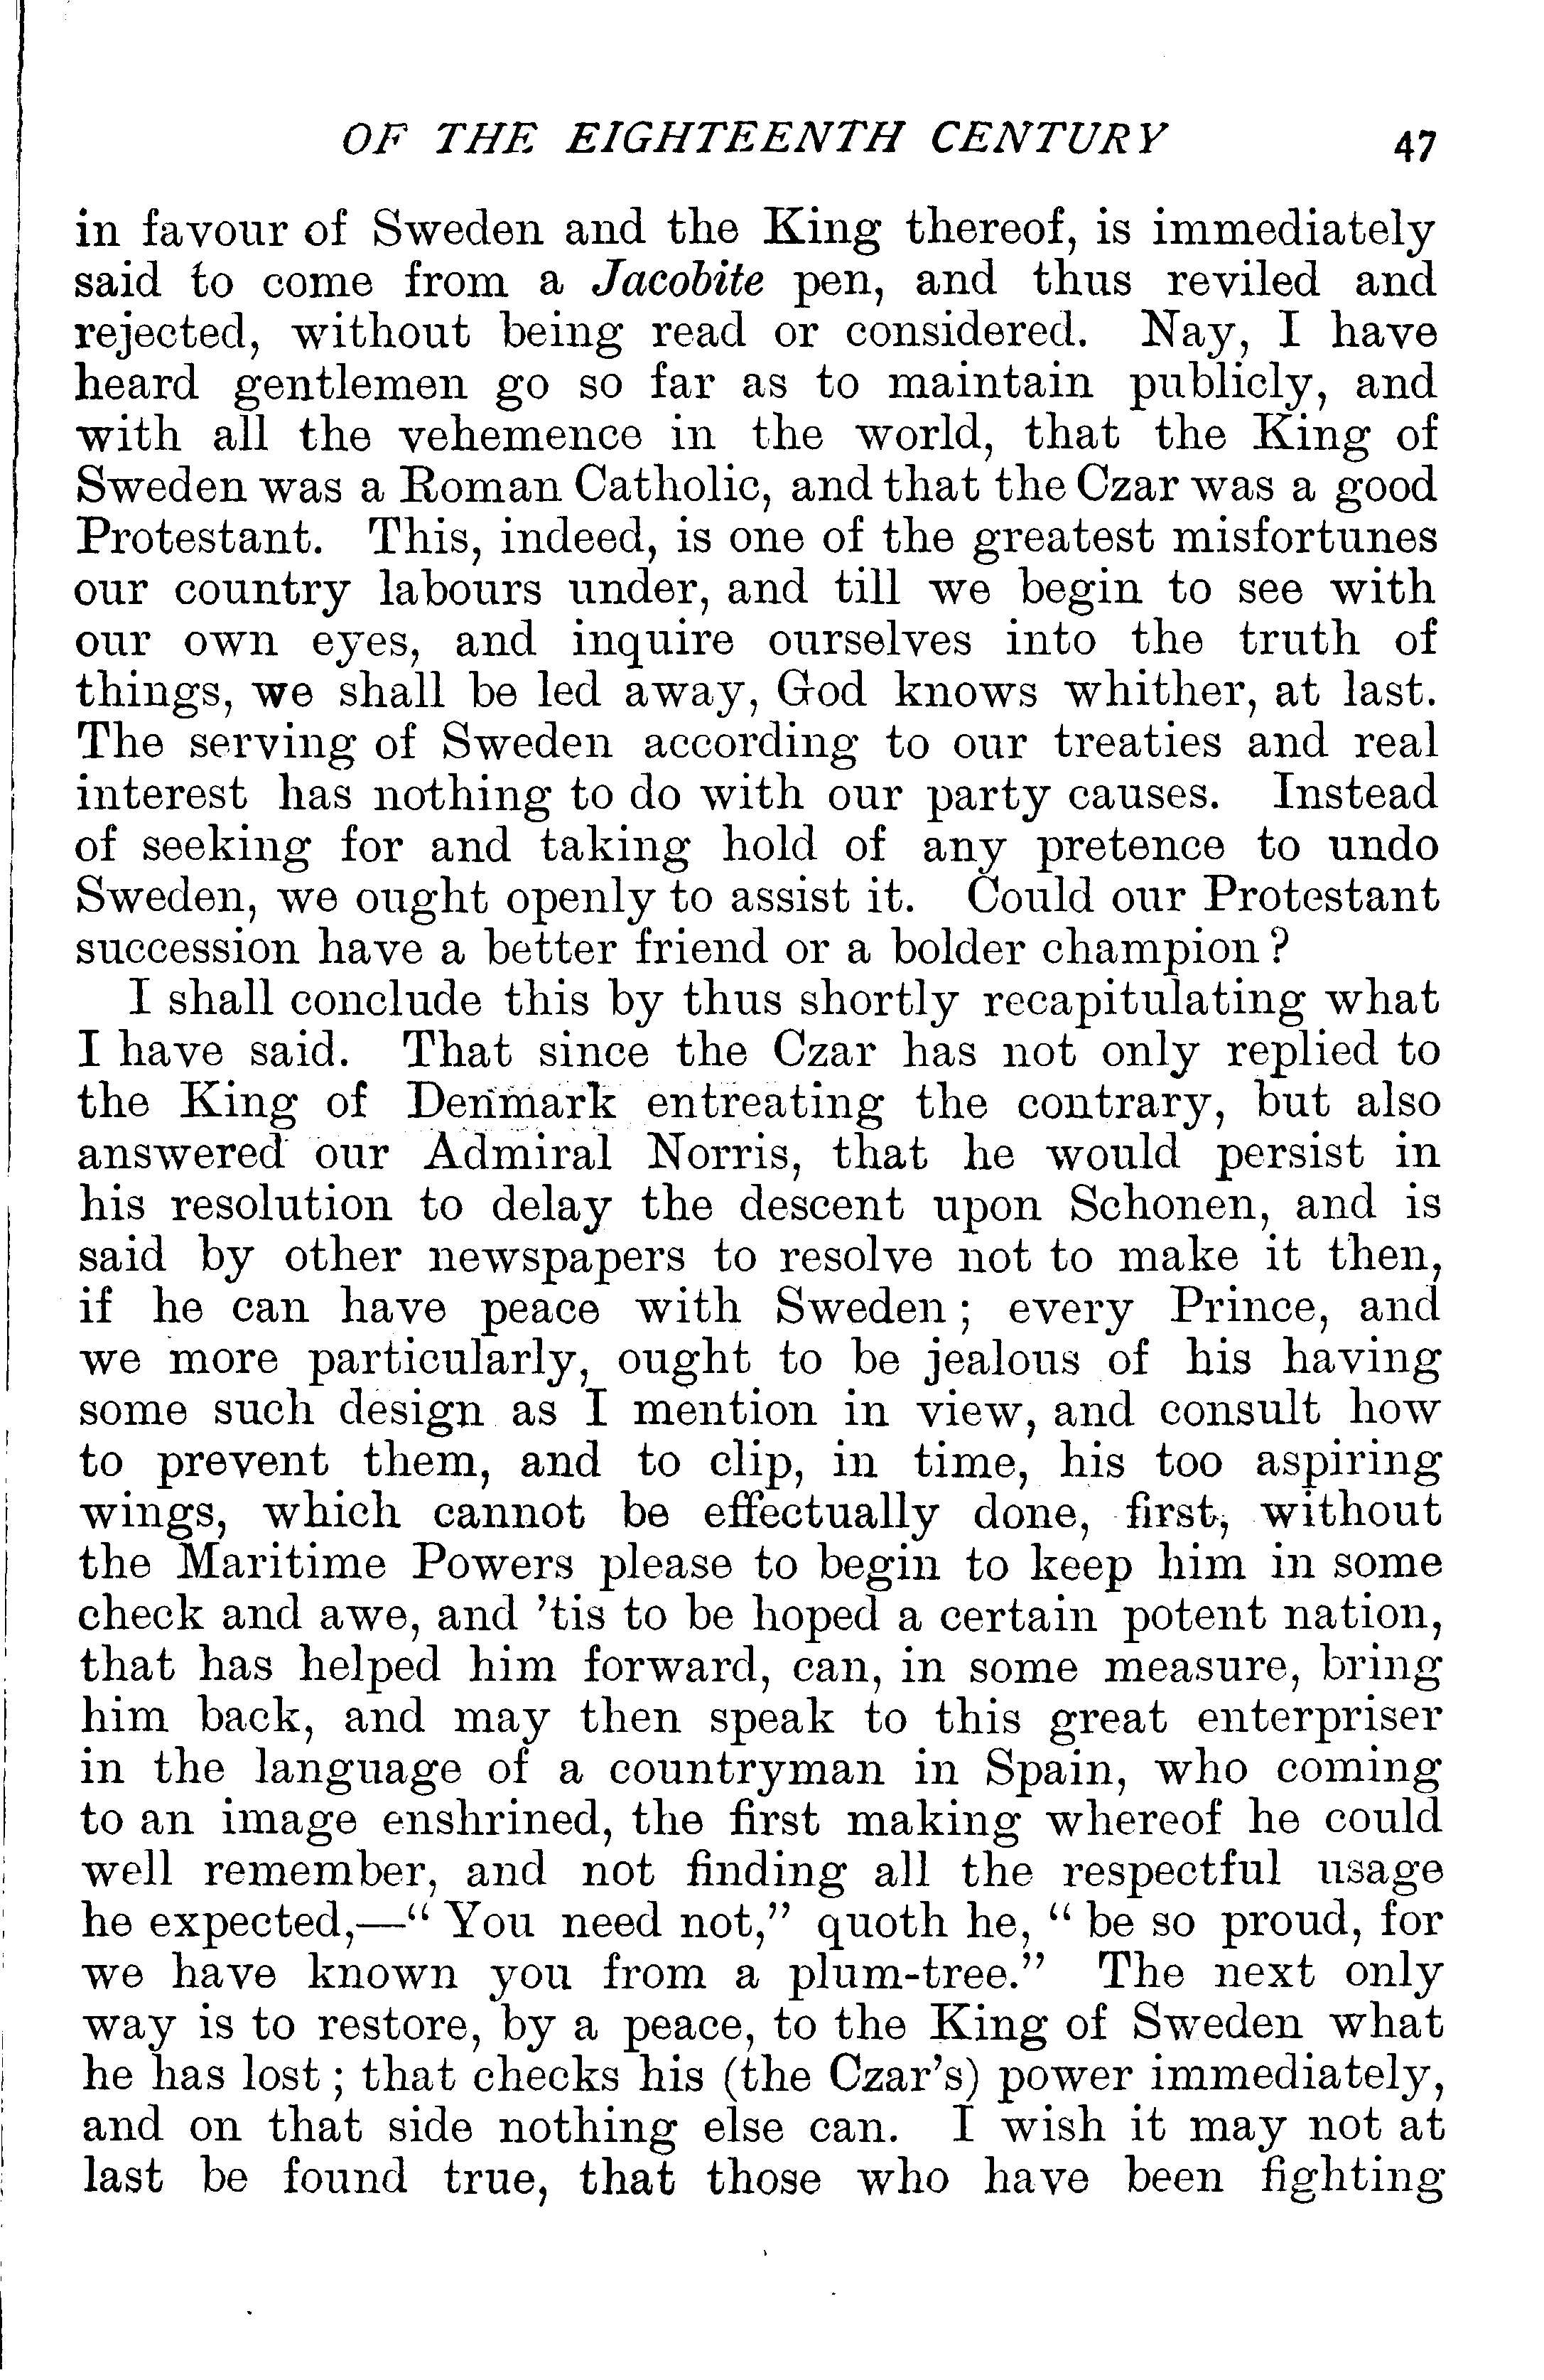 OF THE EIGHTEENTH CENTURY 47
in favour of Sweden and the King thereof, is immediately
said to come from a Jacobite pen, and thus reviled and
rejected, without being read or considered. Nay, I have
heard gentlemen go so far as to maintain publicly, and
with all the vehemence in the world, that the King of
Sweden was a Roman Catholic, and that the Czar was a good
Protestant. This, indeed, is one of the greatest misfortunes
our country labours under, and till we begin to see with
our own eyes, and inquire ourselves into the truth of
things, we shall be led away, God knows whither, at last.
The serving of Sweden according to our treaties and real
interest has nothing to do with our party causes. Instead
of seeking for and taking hold of any pretence to undo
Sweden, we ought openly to assist it. Could our Protestant
succession have a better friend or a bolder champion?
I shall conclude this by thus shortly recapitulating what
I have said. That since the Czar has not only replied to
the King of Denmark entreating the contrary, but also
answered our Admiral Norris, that he would persist in
his resolution to delay the descent upon Schonen, and is
said by other newspapers to resolve not to make it then,
if he can have peace with Sweden; every Prince, and
we more particularly, ought to be jealous of his having
some such design as I mention in view, and consult how
to prevent them, and to clip, in time, his too aspiring
wings, which cannot be effectually done, first, without
the Maritime Powers please to begin to keep him in some
check and awe, and 'tis to be hoped a certain potent nation,
that has helped him forward, can, in some measure, bring
him back, and may then speak to this great enterpriser
in the language of a countryman in Spain, who coming
to an image enshrined, the first making whereof he could
well remember, and not finding all the respectful usage
he expected,—"You need not," quoth he, "be so proud, for
we have known you from a plum-tree." The next only
way is to restore, by a peace, to the King of Sweden what
he has lost; that checks his (the Czar's) power immediately,
and on that side nothing else can. I wish it may not at
last be found true, that those who have been fighting